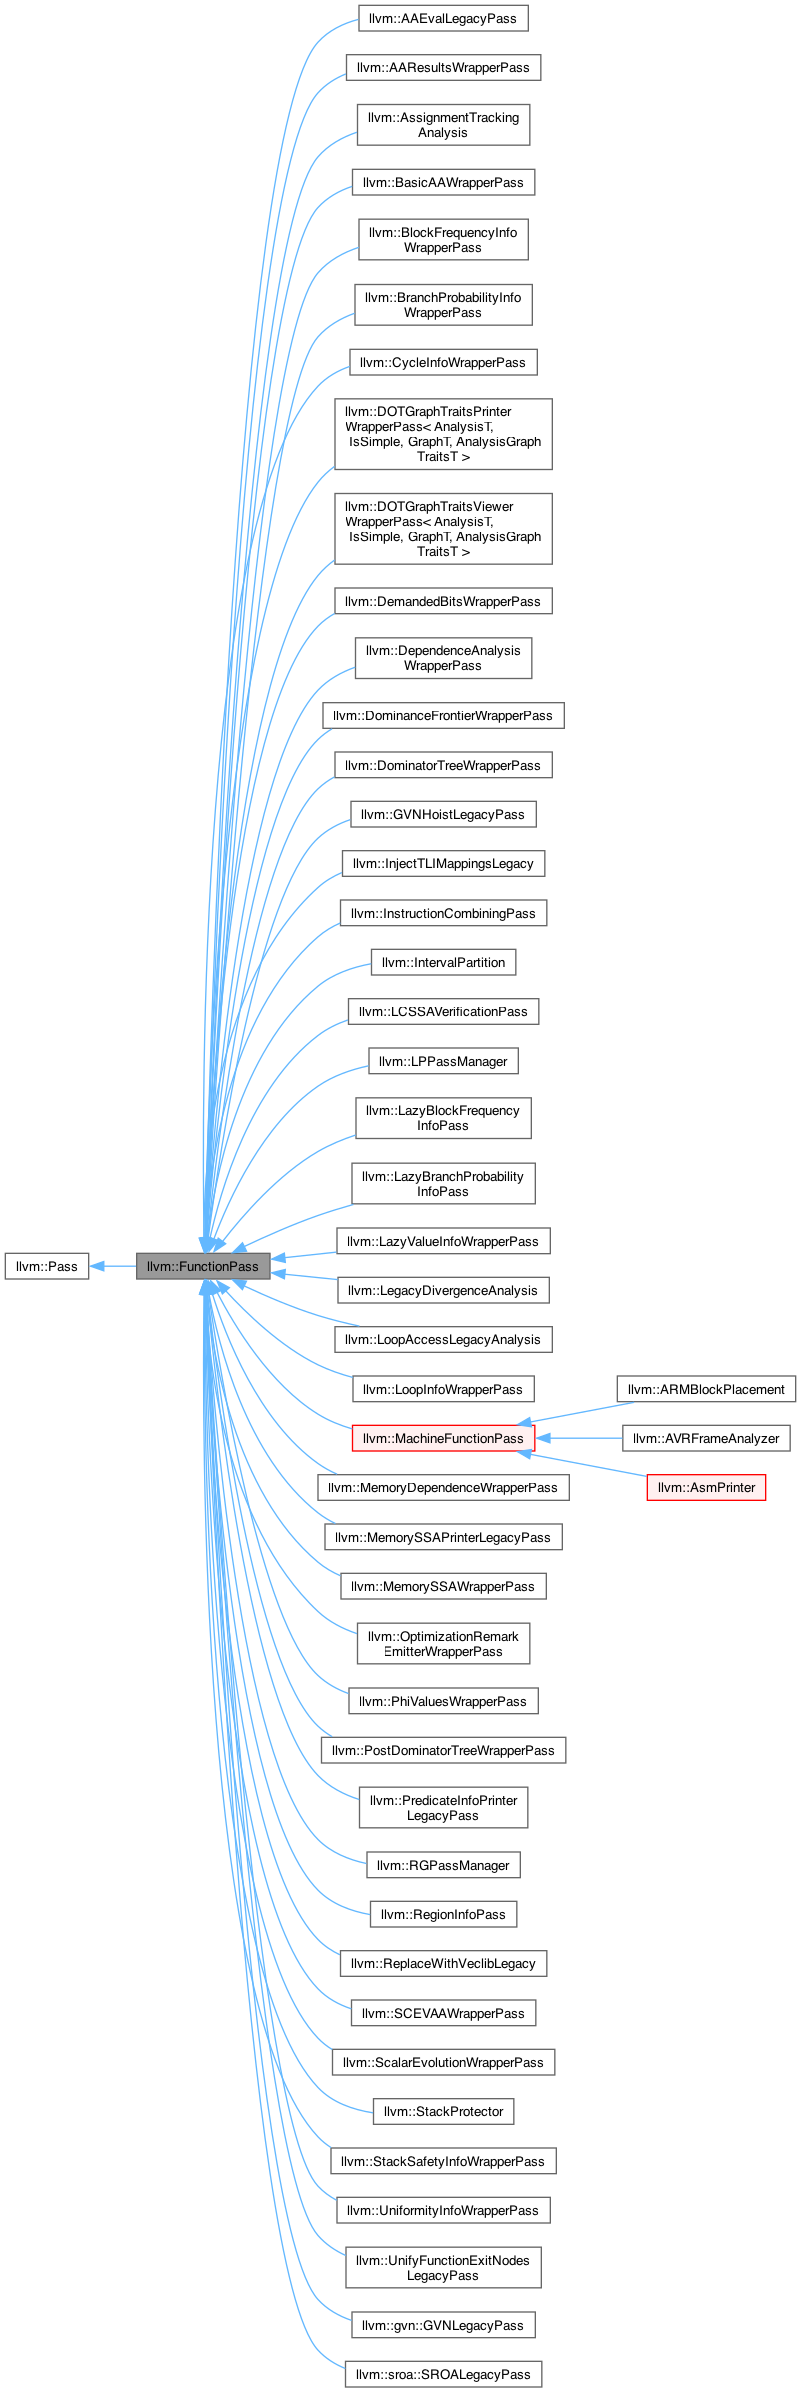 llvm::AAEvalLegacyPass
llvm::AAResultsWrapperPass
llvm::AssignmentTracking
Analysis
llvm::BasicAAWrapperPass
llvm::BlockFrequencyInfo
WrapperPass
llvm::BranchProbabilityInfo
WrapperPass
llvm::CycleInfoWrapperPass
llvm::DOTGraphTraitsPrinter
WrapperPass< AnalysisT,
IsSimple, GraphT, AnalysisGraph
TraitsT >
llvm::DOTGraphTraitsViewer
WrapperPass< AnalysisT,
IsSimple, GraphT, AnalysisGraph
TraitsT >
llvm::DemandedBitsWrapperPass
llvm::DependenceAnalysis
WrapperPass
llvm::DominanceFrontierWrapperPass
llvm::DominatorTreeWrapperPass
llvm::GVNHoistLegacyPass
llvm::InjectTLIMappingsLegacy
llvm::InstructionCombiningPass
llvm::IntervalPartition
llvm::LCSSAVerificationPass
llvm::LPPassManager
llvm::LazyBlockFrequency
InfoPass
llvm::LazyBranchProbability
InfoPass
llvm::LazyValueInfoWrapperPass
llvm::Pass
llvm::FunctionPass
llvm::LegacyDivergenceAnalysis
llvm::LoopAccessLegacyAnalysis
llvm::LoopInfoWrapperPass
llvm::ARMBlockPlacement
llvm::MachineFunctionPass
llvm::AVRFrameAnalyzer
llvm::MemoryDependenceWrapperPass
llvm::AsmPrinter
llvm::MemorySSAPrinterLegacyPass
llvm::MemorySSAWrapperPass
llvm::OptimizationRemark
EmitterWrapperPass
llvm::PhiValuesWrapperPass
llvm::PostDominatorTreeWrapperPass
llvm::PredicateInfoPrinter
LegacyPass
llvm::RGPassManager
llvm::RegionInfoPass
llvm::ReplaceWithVeclibLegacy
llvm::SCEVAAWrapperPass
llvm::ScalarEvolutionWrapperPass
llvm::StackProtector
llvm::StackSafetyInfoWrapperPass
llvm::UniformityInfoWrapperPass
llvm::UnifyFunctionExitNodes
LegacyPass
llvm::gvn::GVNLegacyPass
llvm::sroa::SROALegacyPass